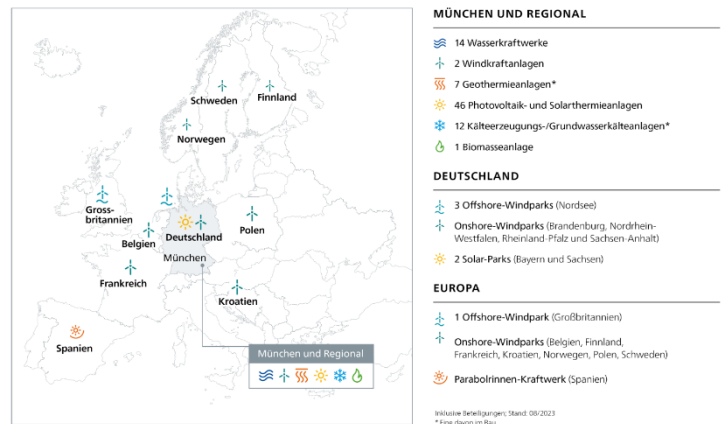 Schweden
Finnland
Norwegen
Gross-
britannien
Belgien
Deutschland
Polen
München
Frankreich
Kroatien
Spanien
München und Regional
MÜNCHEN UND REGIONAL
14 Wasserkraftwerke
2 Windkraftanlagen
7 Geothermieanlagen*
46 Photovoltaik- und Solarthermieanlagen
12 Kälteerzeugungs-/Grundwasserkälteanlagen*
1 Biomasseanlage
DEUTSCHLAND
3 Offshore-Windparks (Nordsee)
Onshore-Windparks (Brandenburg, Nordrhein-
Westfalen, Rheinland-Pfalz und Sachsen-Anhalt)
2 Solar-Parks (Bayern und Sachsen)
EUROPA
1 Offshore-Windpark (Großbritannien)
Onshore-Windparks (Belgien, Finnland,
Frankreich, Kroatien, Norwegen, Polen, Schweden)
Parabolrinnen-Kraftwerk (Spanien)
Inklusive Beteiligungen; Stand: 08/2023
* Eine davon im Bau